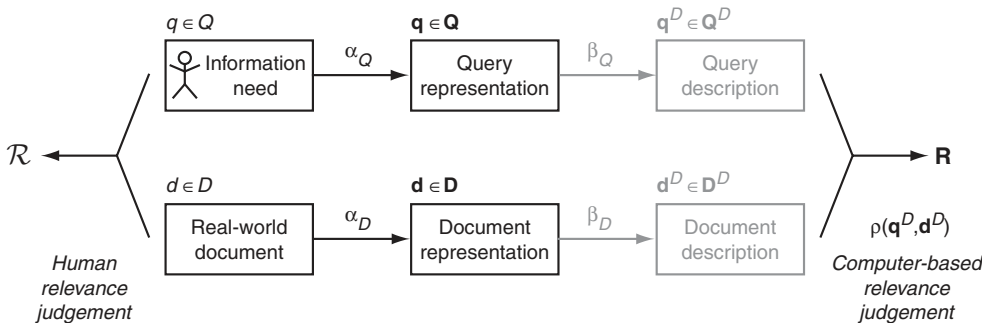 q ∈ Q
q ∈ Q
q^D ∈ Q^D
Information
need
α_Q
Query
representation
β_Q
Query
description
ℛ
R
d ∈ D
d ∈ D
d^D ∈ D^D
Real-world
document
α_D
Document
representation
β_D
Document
description
ρ(q^D,d^D)
Human
relevance
judgement
Computer-based
relevance
judgement